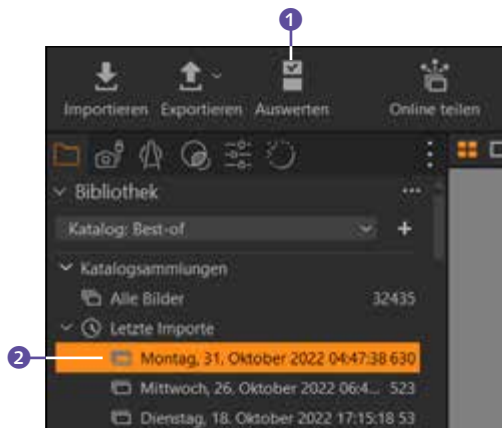 1
Importieren Exportieren Auswerten Online teilen
Bibliothek
Katalog: Best-of
Katalogsammlungen
Alle Bilder 32435
Letzte Importe
2
Montag, 31. Oktober 2022 04:47:38 630
Mittwoch, 26. Oktober 2022 06:4... 523
Dienstag, 18. Oktober 2022 17:15:18 53